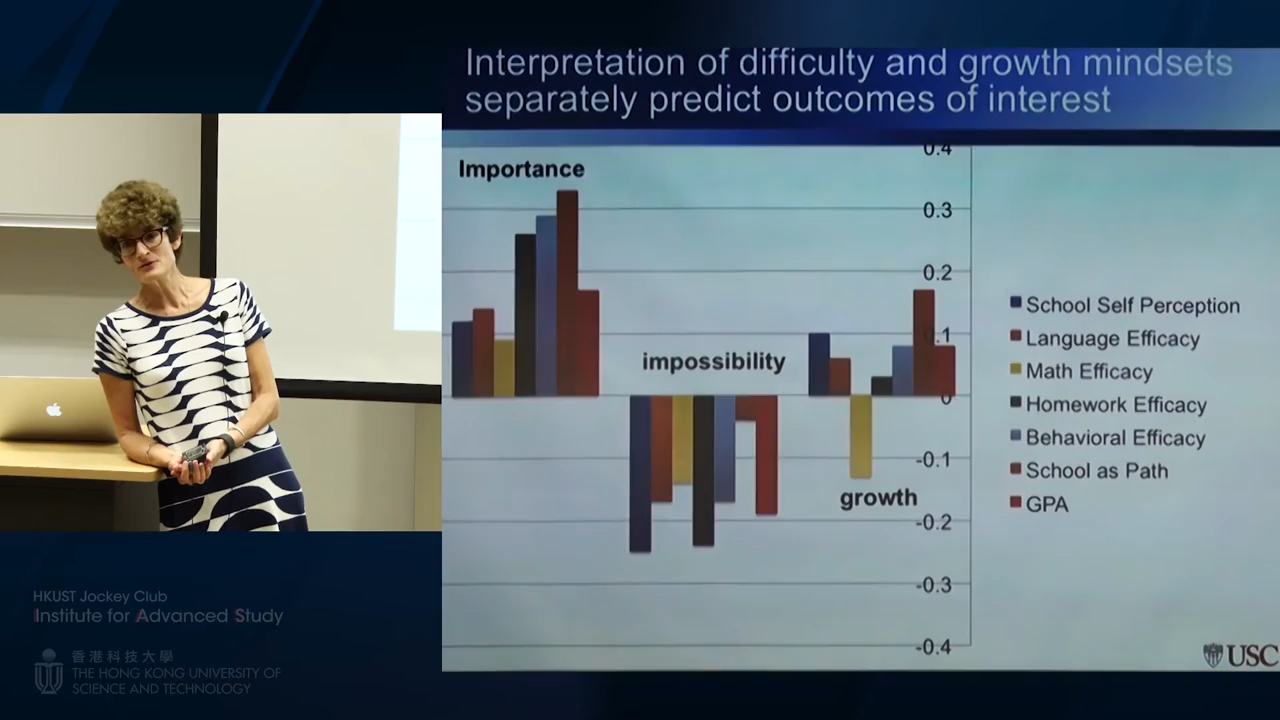 Interpretation of difficulty and growth mindsets
separately predict outcomes of interest
Importance
impossibility
growth
0.4
0.3
0.2
0.1
0
-0.1
-0.2
-0.3
-0.4
School Self Perception
Language Efficacy
Math Efficacy
Homework Efficacy
Behavioral Efficacy
School as Path
GPA
USC
HKUST Jockey Club
Institute for Advanced Study
香港科技大學
THE HONG KONG UNIVERSITY OF
SCIENCE AND TECHNOLOGY